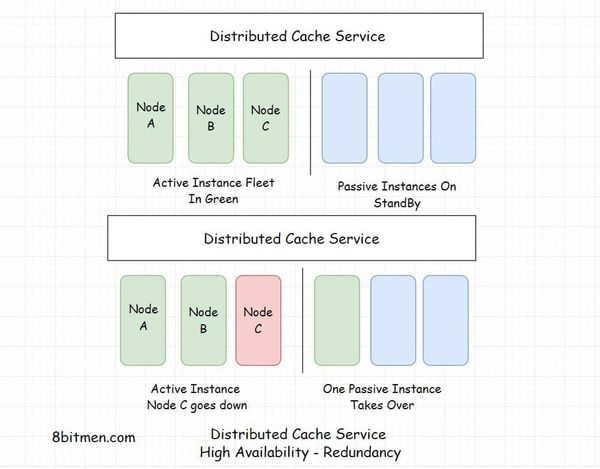 Distributed Cache Service
Node
A
Node
B
Node
C
Active Instance Fleet
In Green
Passive Instances On
StandBy
Distributed Cache Service
Node
A
Node
B
Node
C
Active Instance
Node C goes down
One Passive Instance
Takes Over
8bitmen.com
Distributed Cache Service
High Availability - Redundancy